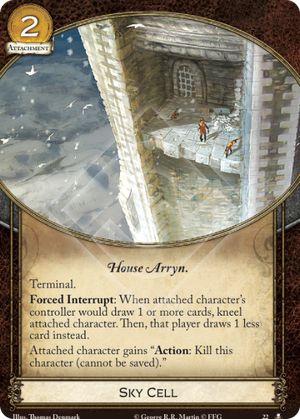 2
ATTACHMENT
House Arryn.
Terminal.
Forced Interrupt: When attached character's
controller would draw 1 or more cards, kneel
attached character. Then, that player draws 1 less
card instead.
Attached character gains "Action: Kill this
character (cannot be saved)."
SKY CELL
Illus. Thomas Denmark © George R.R. Martin © FFG 22